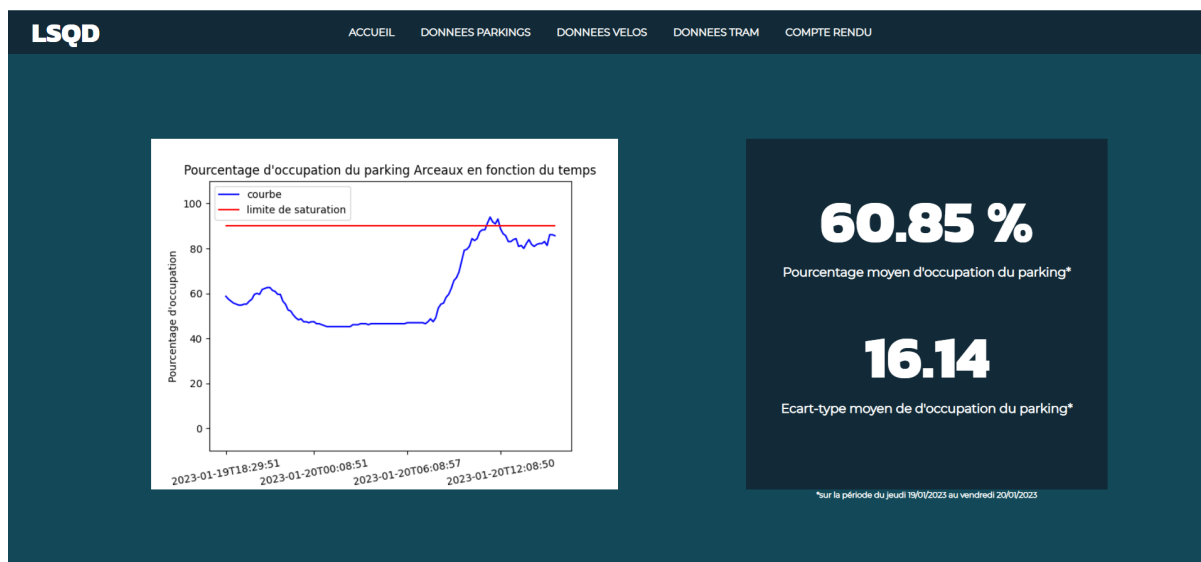 LSQD
ACCUEIL
DONNEES PARKINGS
DONNEES VELOS
DONNEES TRAM
COMPTE RENDU
Pourcentage d'occupation du parking Arceaux en fonction du temps
courbe
limite de saturation
Pourcentage d'occupation
100
80
60
40
20
0
2023-01-19T18:29:51
2023-01-20T00:08:51
2023-01-20T06:08:57
2023-01-20T12:08:50
60.85 %
Pourcentage moyen d'occupation du parking*
16.14
Ecart-type moyen de d'occupation du parking*
*sur la période du jeudi 19/01/2023 au vendredi 20/01/2023